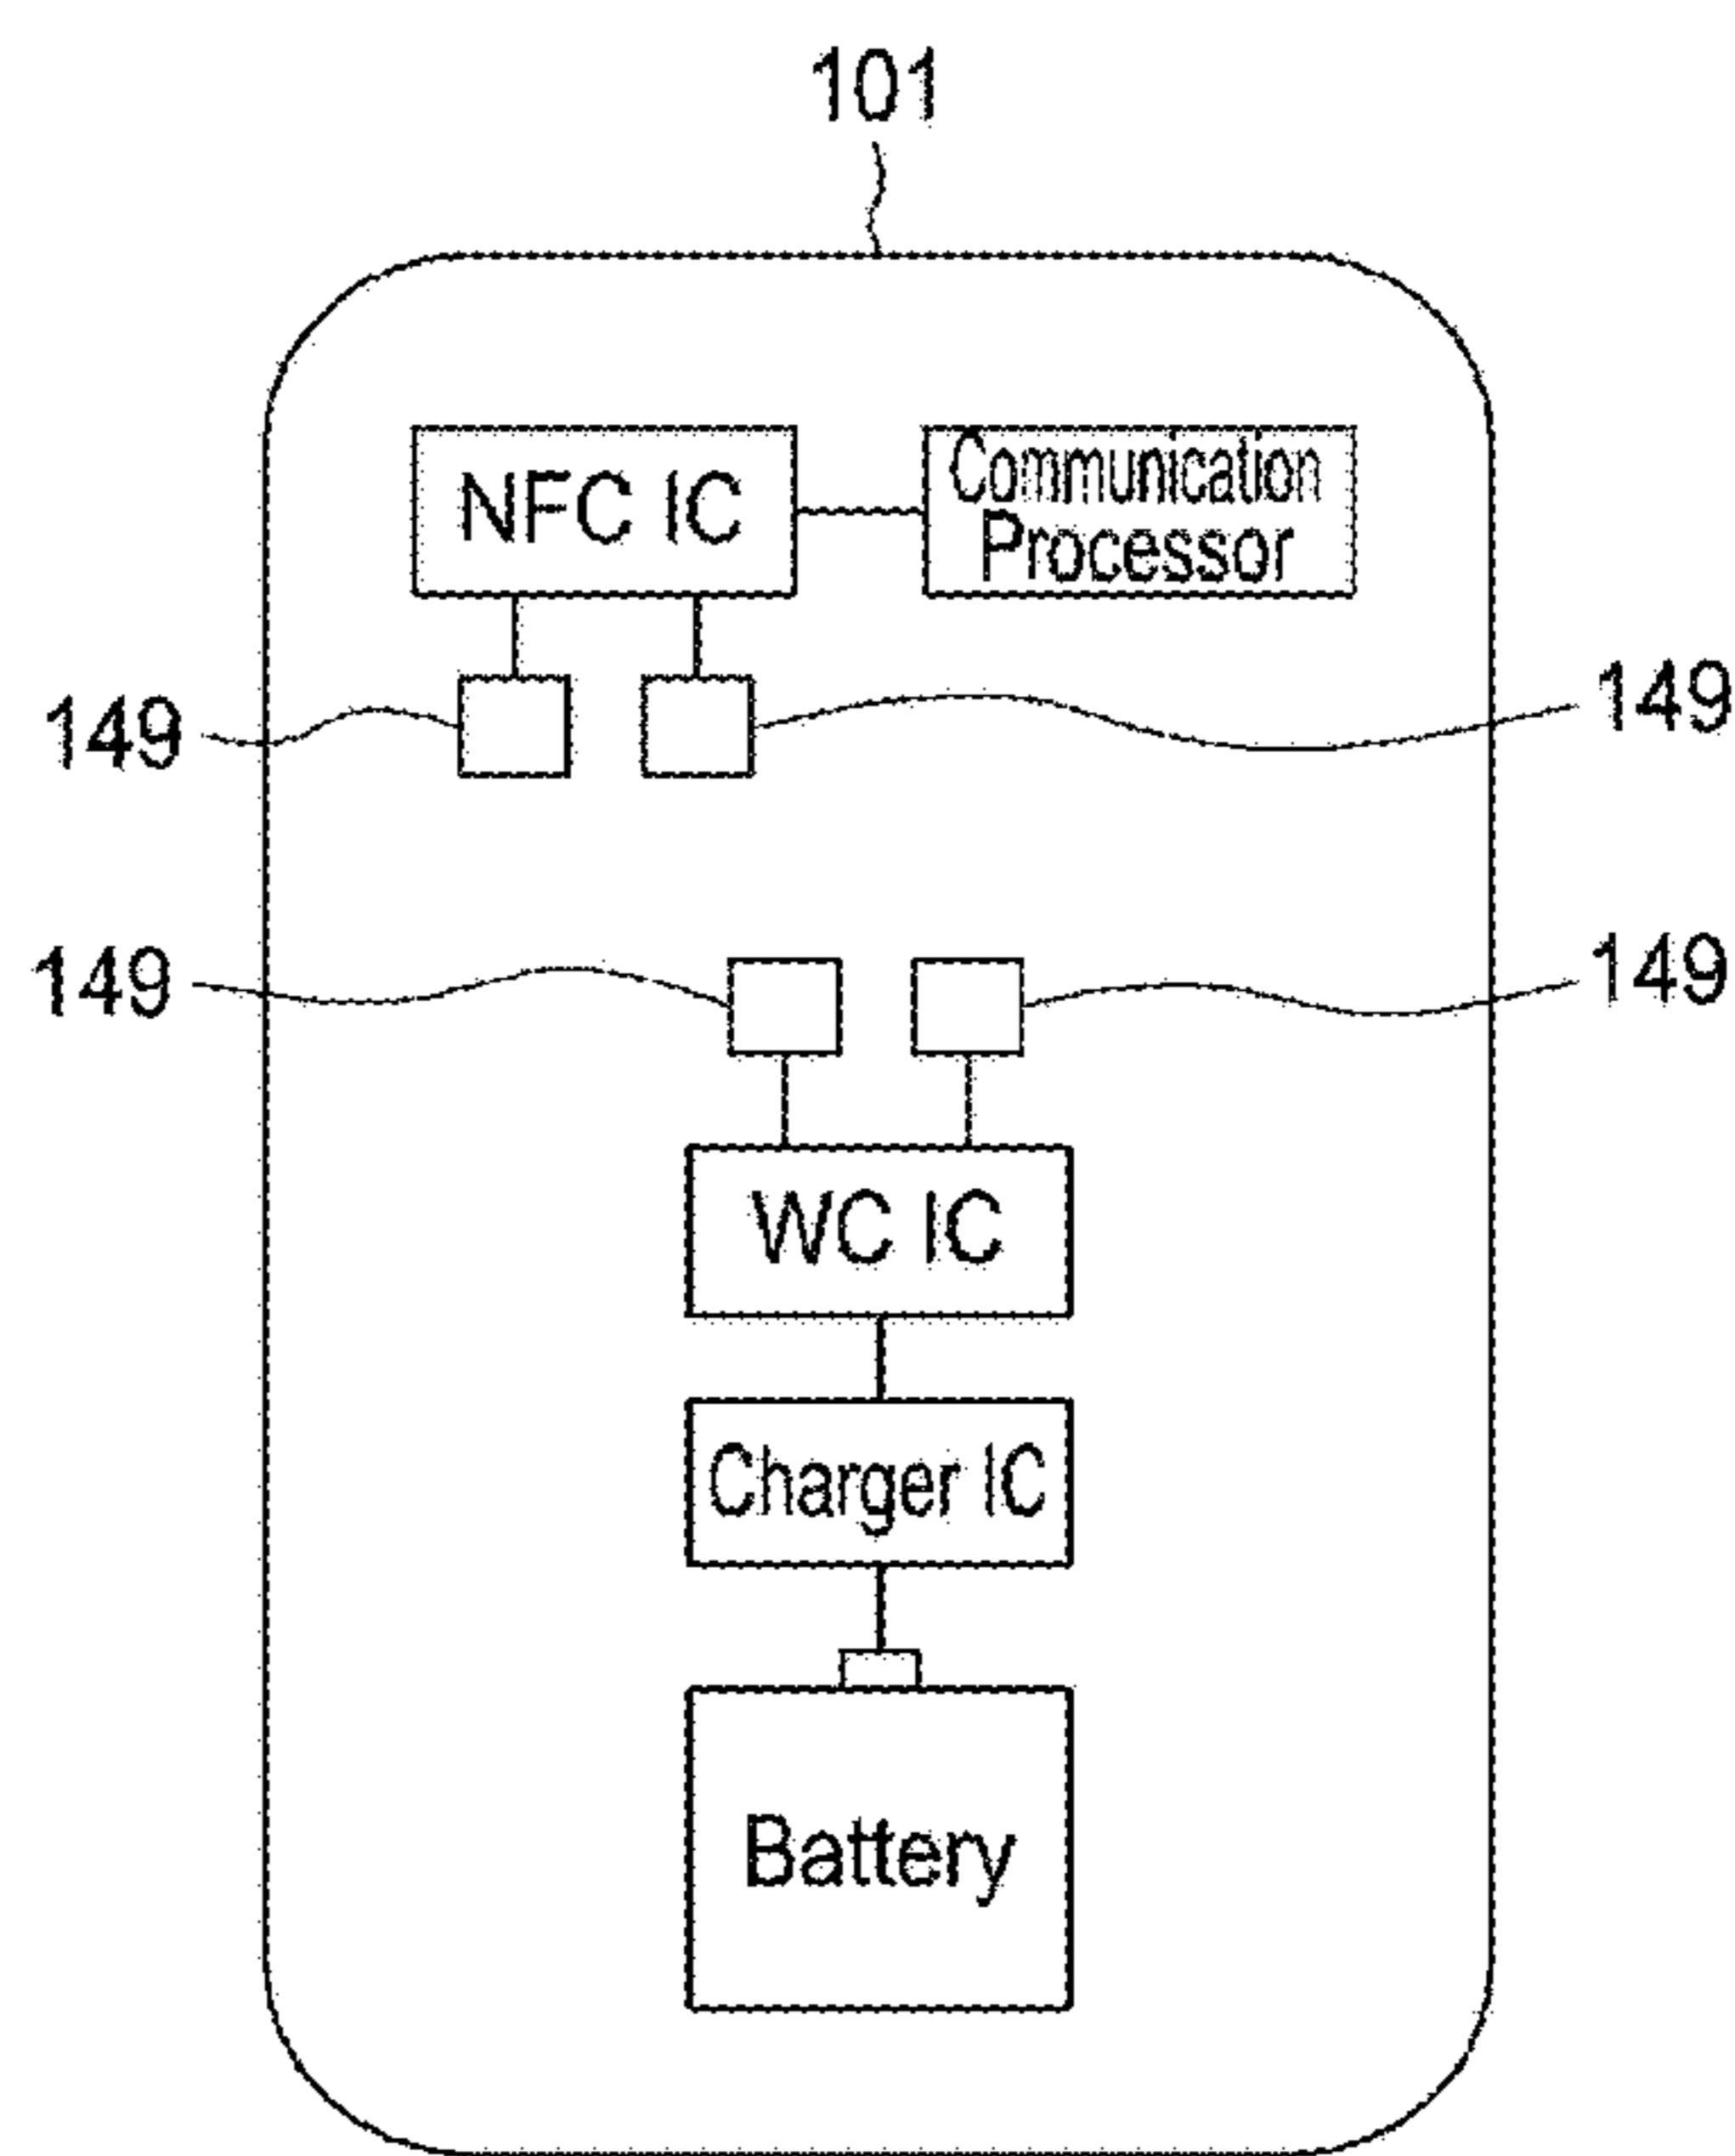 101
NFC IC
Communication
Processor
149
149
149
149
WC IC
Charger IC
Battery